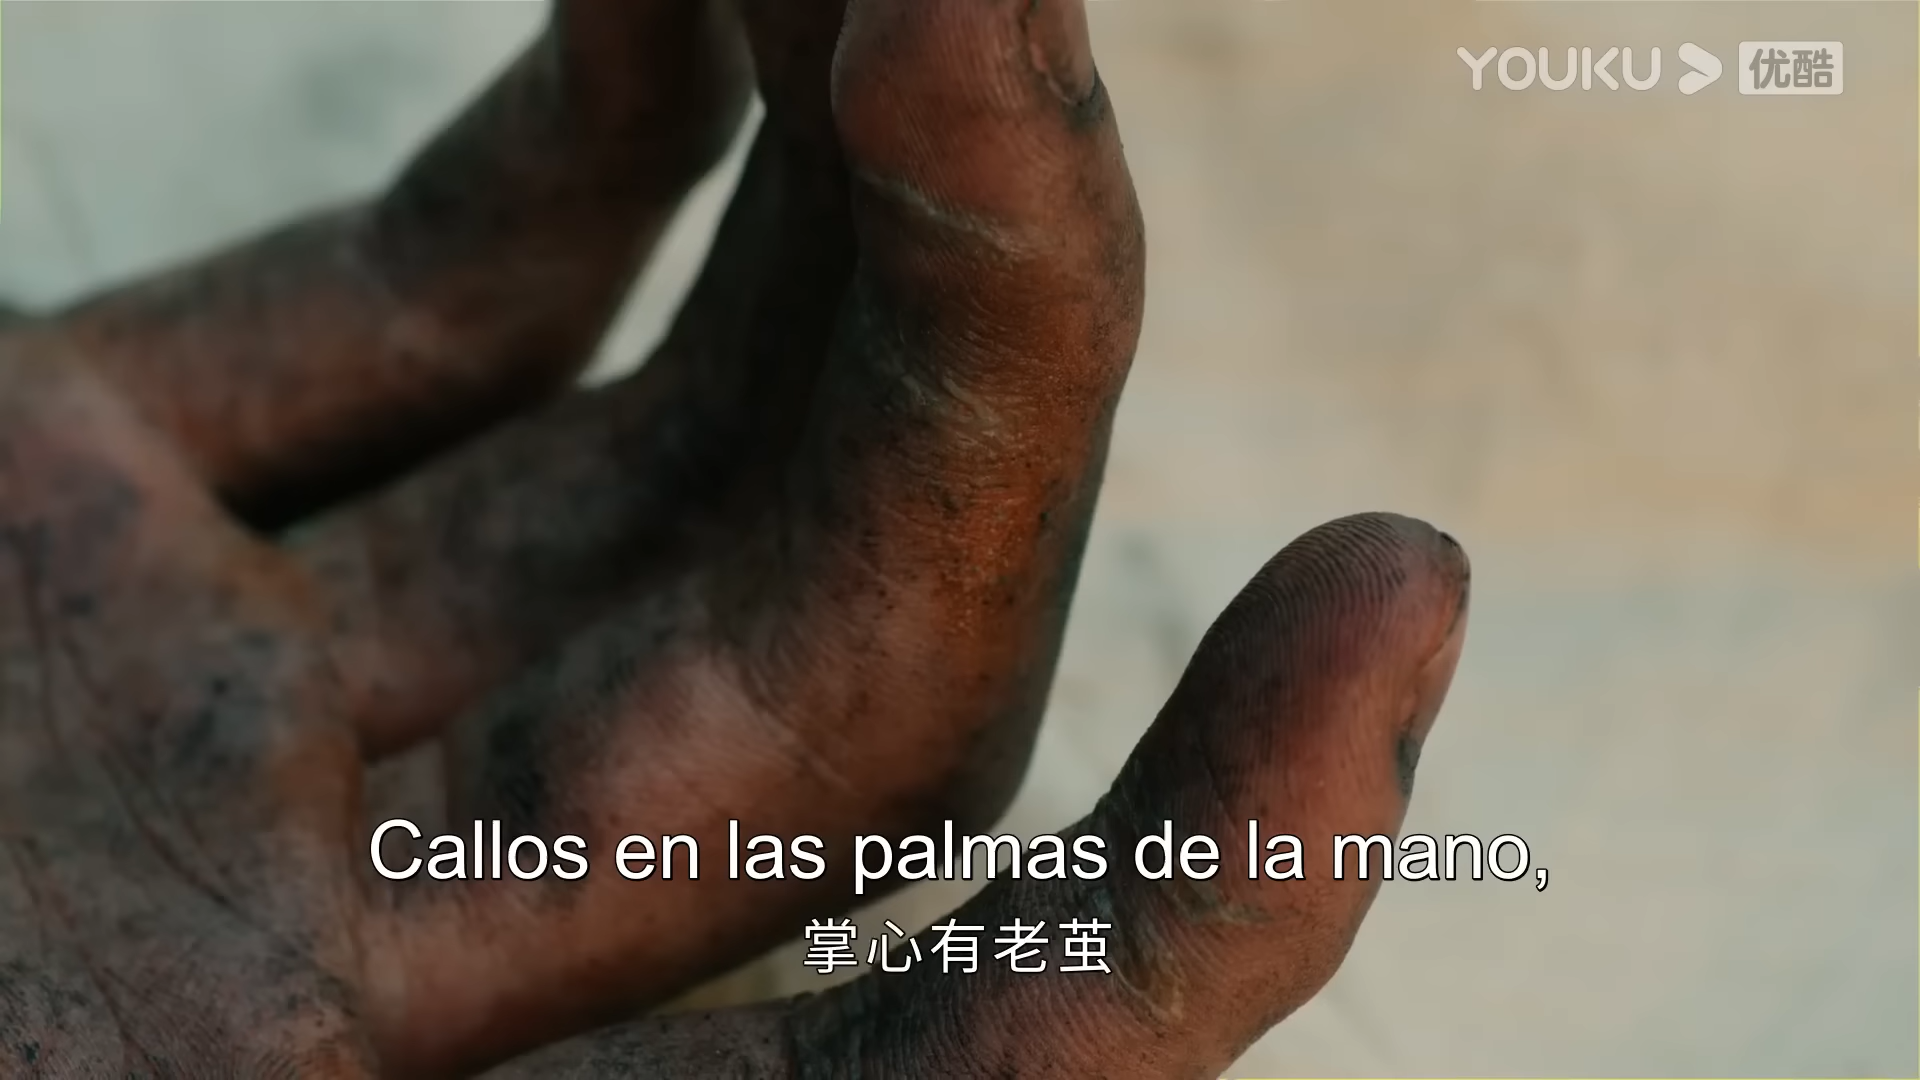 YOUKU 优酷
Callos en las palmas de la mano,
掌心有老茧